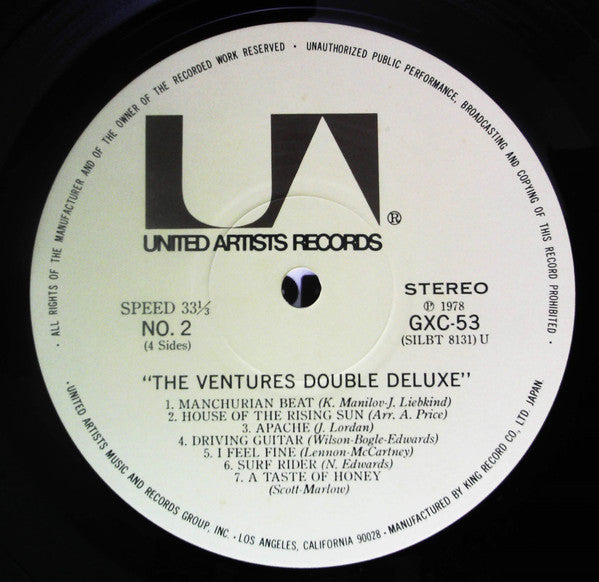 · ALL RIGHTS OF THE MANUFACTURER AND OF THE OWNER OF THE RECORDED WORK RESERVED · UNAUTHORIZED PUBLIC PERFORMANCE, BROADCASTING AND COPYING OF THIS RECORD PROHIBITED ·
UA®
UNITED ARTISTS RECORDS
SPEED 33⅓
NO. 2
(4 Sides)
STEREO
Ⓟ 1978
GXC-53
(SILBT 8131) U
"THE VENTURES DOUBLE DELUXE"
1. MANCHURIAN BEAT (K. Manilov-J. Liebkind)
2. HOUSE OF THE RISING SUN (Arr. A. Price)
3. APACHE (J. Lordan)
4. DRIVING GUITAR (Wilson-Bogle-Edwards)
5. I FEEL FINE (Lennon-McCartney)
6. SURF RIDER (N. Edwards)
7. A TASTE OF HONEY
(Scott-Marlow)
· UNITED ARTISTS MUSIC AND RECORDS GROUP, INC. · LOS ANGELES, CALIFORNIA 90028 · MANUFACTURED BY KING RECORD CO., LTD. JAPAN.